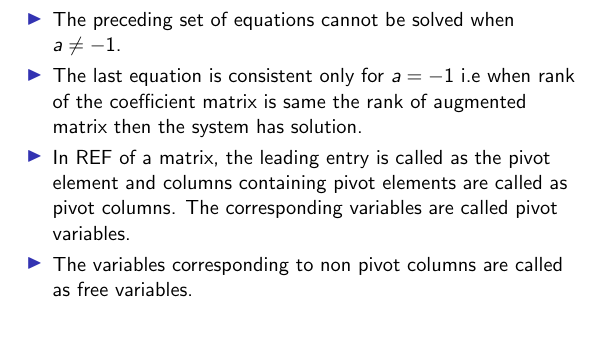 ▶ The preceding set of equations cannot be solved when
a ≠ −1.
▶ The last equation is consistent only for a = −1 i.e when rank
of the coefficient matrix is same the rank of augmented
matrix then the system has solution.
▶ In REF of a matrix, the leading entry is called as the pivot
element and columns containing pivot elements are called as
pivot columns. The corresponding variables are called pivot
variables.
▶ The variables corresponding to non pivot columns are called
as free variables.